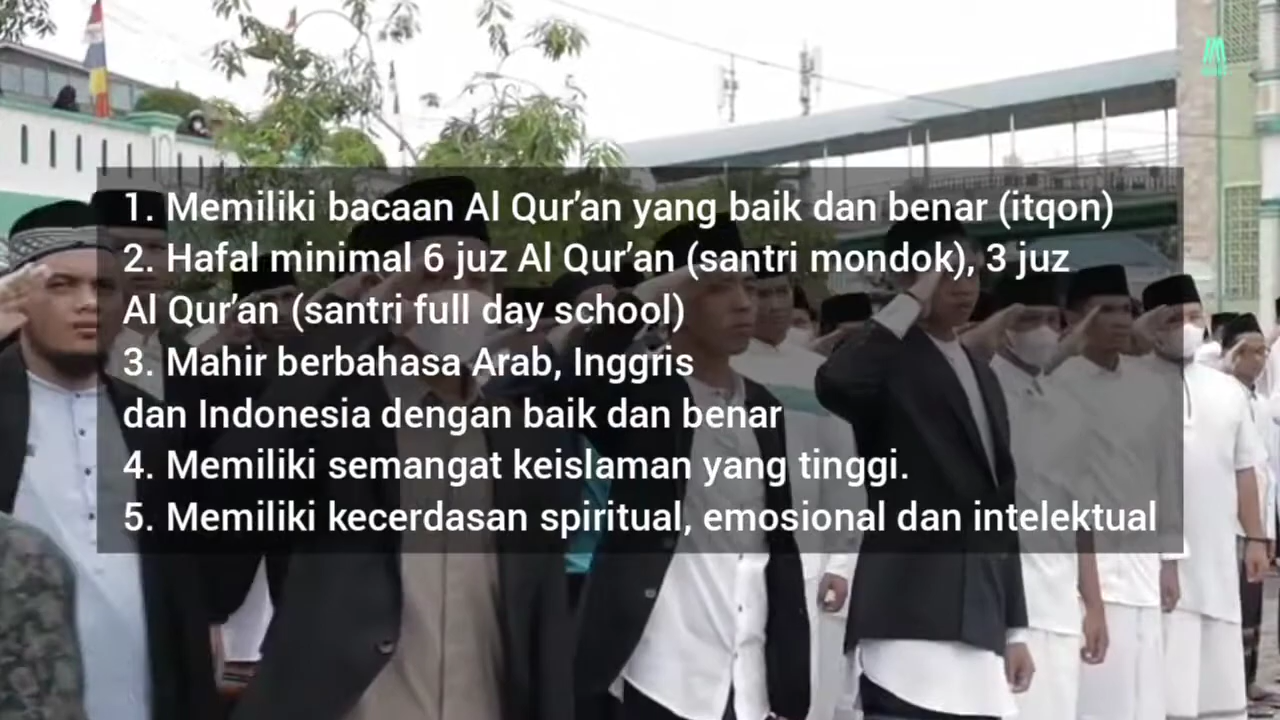 1. Memiliki bacaan Al Qur’an yang baik dan benar (itqon)
2. Hafal minimal 6 juz Al Qur’an (santri mondok), 3 juz
Al Qur’an (santri full day school)
3. Mahir berbahasa Arab, Inggris
dan Indonesia dengan baik dan benar
4. Memiliki semangat keislaman yang tinggi.
5. Memiliki kecerdasan spiritual, emosional dan intelektual